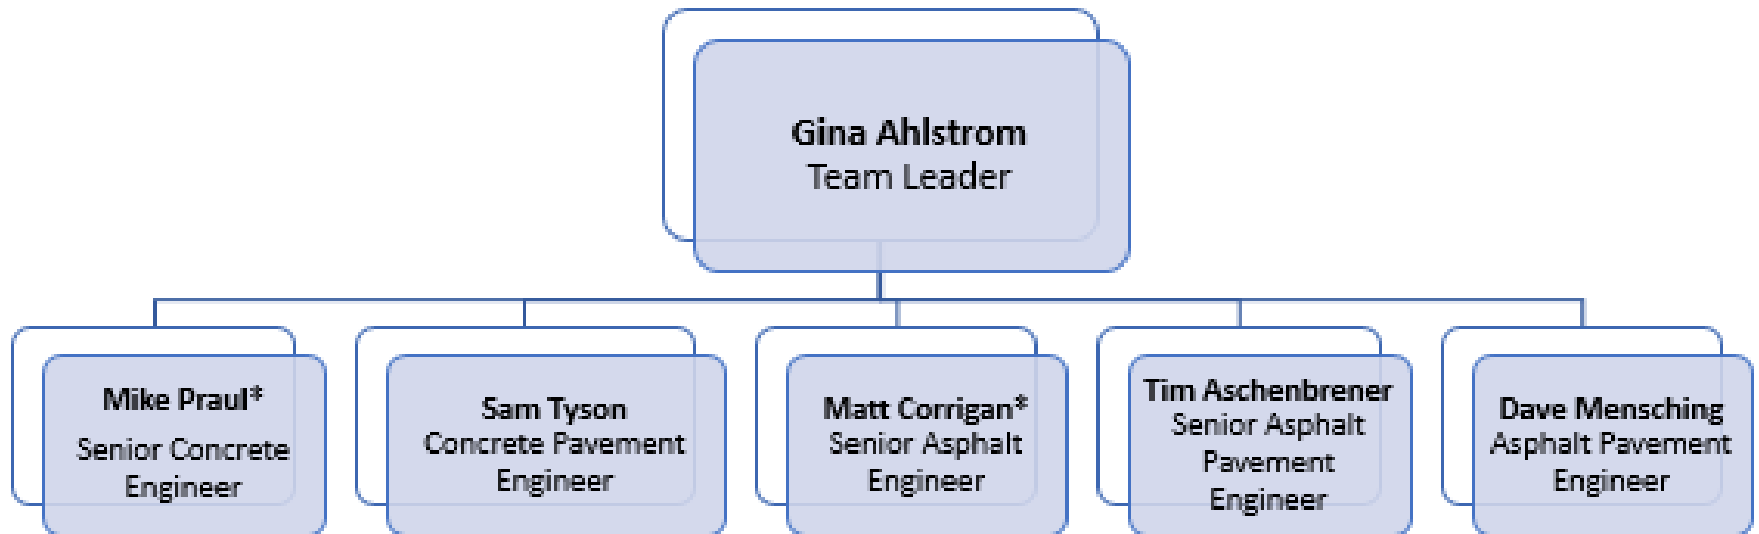 Gina Ahlstrom
Team Leader
Mike Praul*
Senior Concrete
Engineer
Sam Tyson
Concrete Pavement
Engineer
Matt Corrigan*
Senior Asphalt
Engineer
Tim Aschenbrener
Senior Asphalt
Pavement
Engineer
Dave Mensching
Asphalt Pavement
Engineer